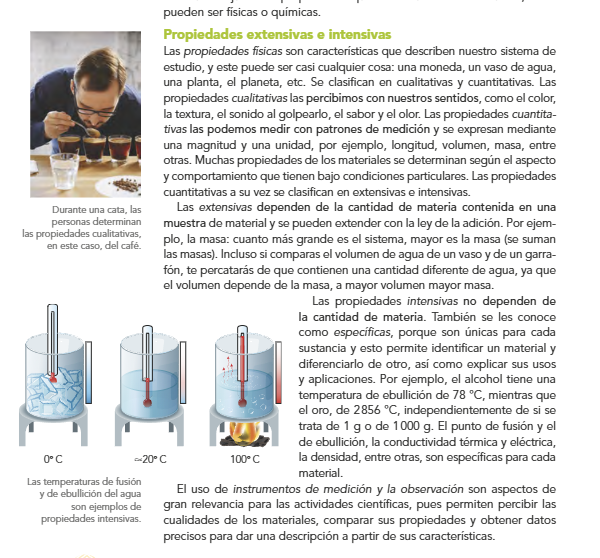 pueden ser físicas o químicas.
Propiedades extensivas e intensivas
Las propiedades físicas son características que describen nuestro sistema de
estudio, y este puede ser casi cualquier cosa: una moneda, un vaso de agua,
una planta, el planeta, etc. Se clasifican en cualitativas y cuantitativas. Las
propiedades cualitativas las percibimos con nuestros sentidos, como el color,
la textura, el sonido al golpearlo, el sabor y el olor. Las propiedades cuantita-
tivas las podemos medir con patrones de medición y se expresan mediante
una magnitud y una unidad, por ejemplo, longitud, volumen, masa, entre
otras. Muchas propiedades de los materiales se determinan según el aspecto
y comportamiento que tienen bajo condiciones particulares. Las propiedades
cuantitativas a su vez se clasifican en extensivas e intensivas.
Durante una cata, las
personas determinan
las propiedades cualitativas,
en este caso, del café.
Las extensivas dependen de la cantidad de materia contenida en una
muestra de material y se pueden extender con la ley de la adición. Por ejem-
plo, la masa: cuanto más grande es el sistema, mayor es la masa (se suman
las masas). Incluso si comparas el volumen de agua de un vaso y de un garra-
fón, te percatarás de que contienen una cantidad diferente de agua, ya que
el volumen depende de la masa, a mayor volumen mayor masa.
Las propiedades intensivas no dependen de
la cantidad de materia. También se les conoce
como específicas, porque son únicas para cada
sustancia y esto permite identificar un material y
diferenciarlo de otro, así como explicar sus usos
y aplicaciones. Por ejemplo, el alcohol tiene una
temperatura de ebullición de 78 °C, mientras que
el oro, de 2 856 °C, independientemente de si se
trata de 1 g o de 1 000 g. El punto de fusión y el
de ebullición, la conductividad térmica y eléctrica,
la densidad, entre otras, son específicas para cada
material.
0° C
≃20° C
100° C
Las temperaturas de fusión
y de ebullición del agua
son ejemplos de
propiedades intensivas.
El uso de instrumentos de medición y la observación son aspectos de
gran relevancia para las actividades científicas, pues permiten percibir las
cualidades de los materiales, comparar sus propiedades y obtener datos
precisos para dar una descripción a partir de sus características.